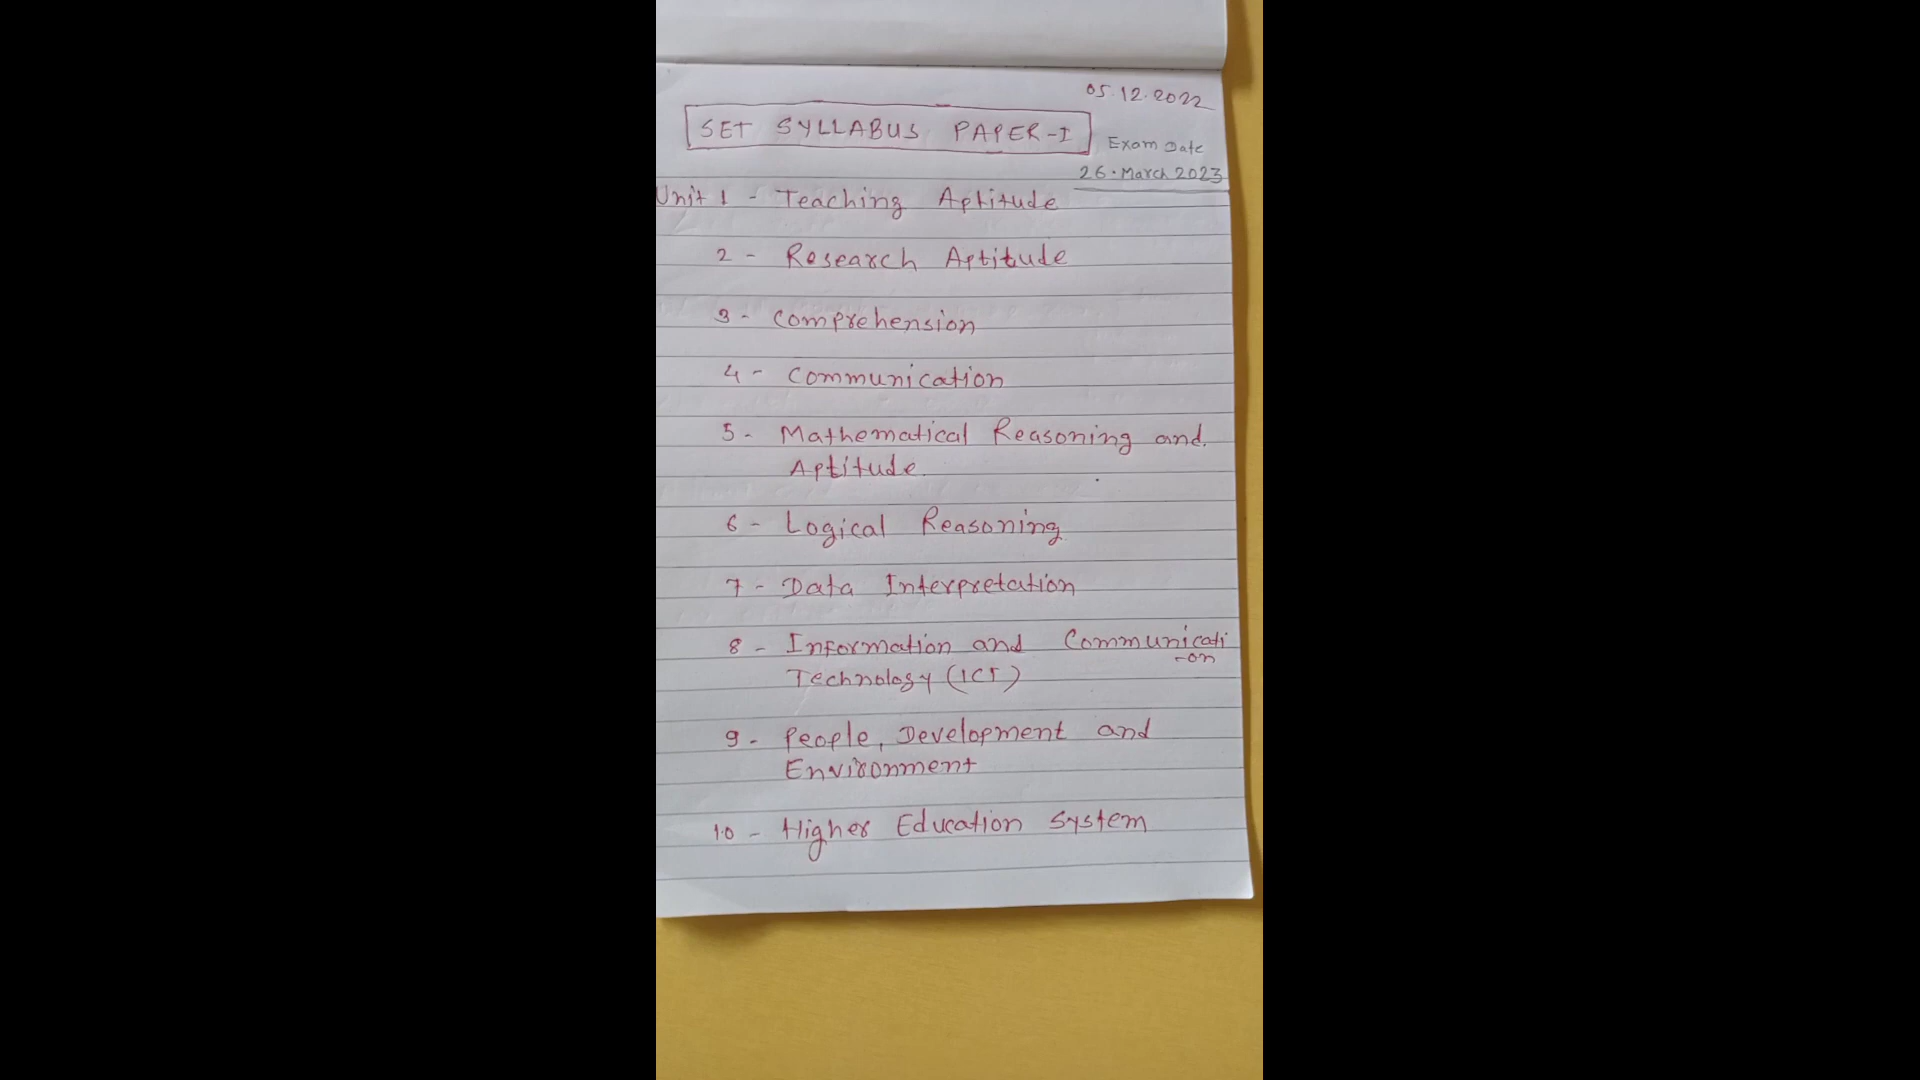 05.12.2022
SET SYLLABUS PAPER-I
Exam Date
26. March 2023
Unit 1 - Teaching Aptitude
2 - Research Aptitude
3 - Comprehension
4 - Communication
5 - Mathematical Reasoning and
Aptitude.
6 - Logical Reasoning
7 - Data Interpretation
8 - Information and Communicati
-on
Technology (ICT)
9 - People, Development and
Environment
10 - Higher Education System